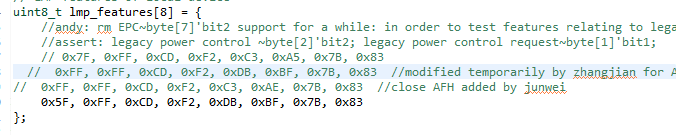 uint8_t lmp_features[8] = {
//andy: rm EPC~byte[7]'bit2 support for a while: in order to test features relating to lega
//assert: legacy power control ~byte[2]'bit2; legacy power control request~byte[1]'bit1;
// 0x7F, 0xFF, 0xCD, 0xF2, 0xC3, 0xA5, 0x7B, 0x83
// 0xFF, 0xFF, 0xCD, 0xF2, 0xDB, 0xBF, 0x7B, 0x83 //modified temporarily by zhangjian for A
// 0xFF, 0xFF, 0xCD, 0xF2, 0xC3, 0xAE, 0x7B, 0x83 //close AFH added by junwei
0x5F, 0xFF, 0xCD, 0xF2, 0xDB, 0xBF, 0x7B, 0x83
};